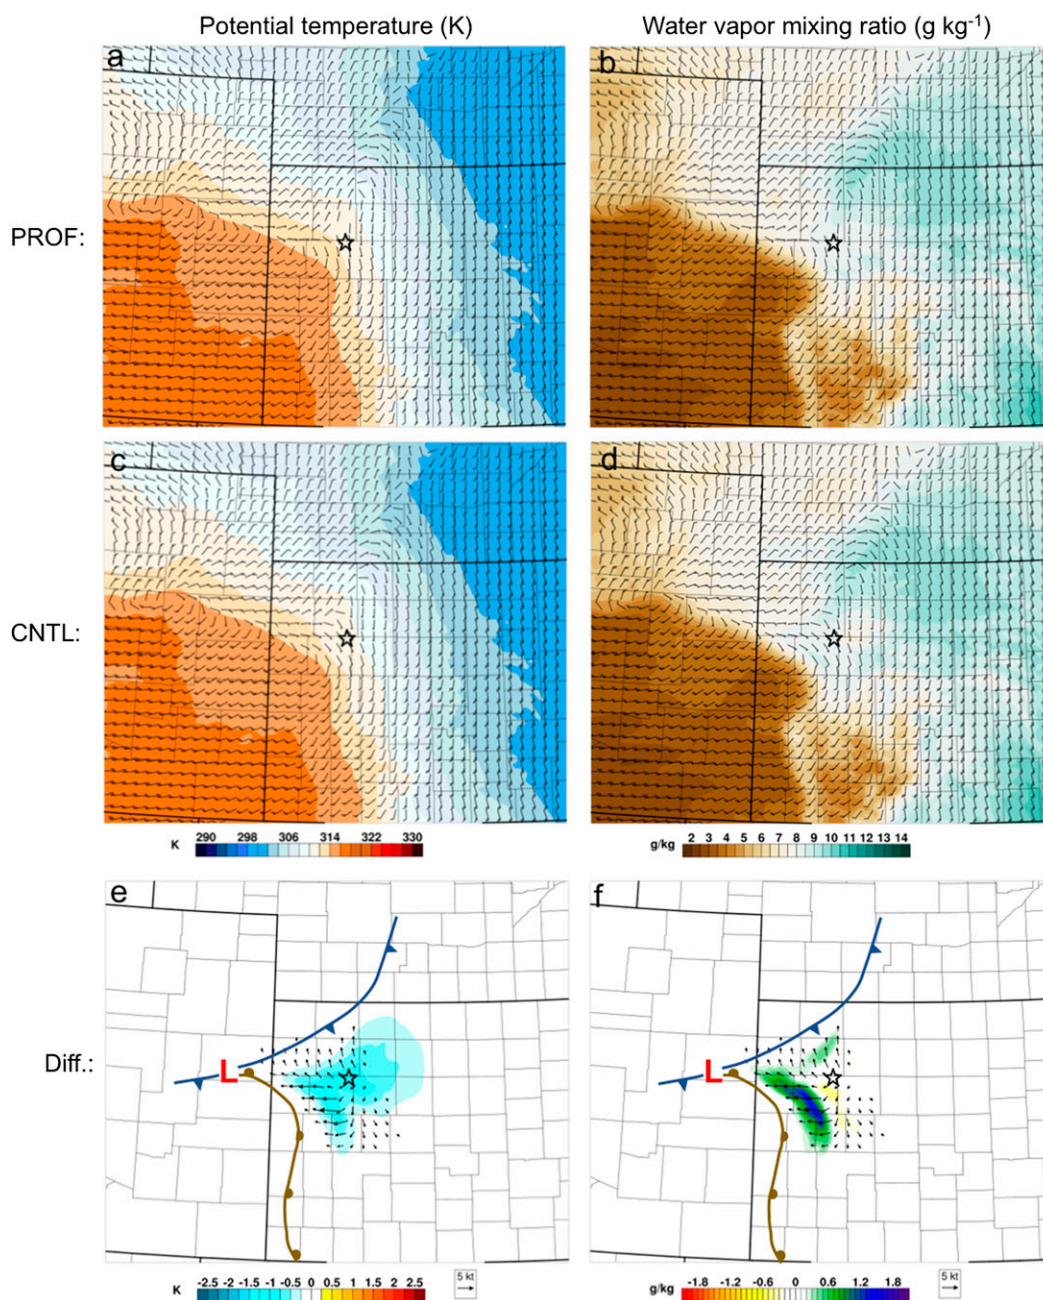 Potential temperature (K)
Water vapor mixing ratio (g kg⁻¹)
a
b
PROF:
c
d
CNTL:
290 298 306 314 322 330
K
2 3 4 5 6 7 8 9 10 11 12 13 14
g/kg
e
f
L
L
Diff.:
-2.5 -2 -1.5 -1 -0.5 0 0.5 1 1.5 2 2.5
K
5 kt
-1.8 -1.2 -0.6 0 0.6 1.2 1.8
g/kg
5 kt